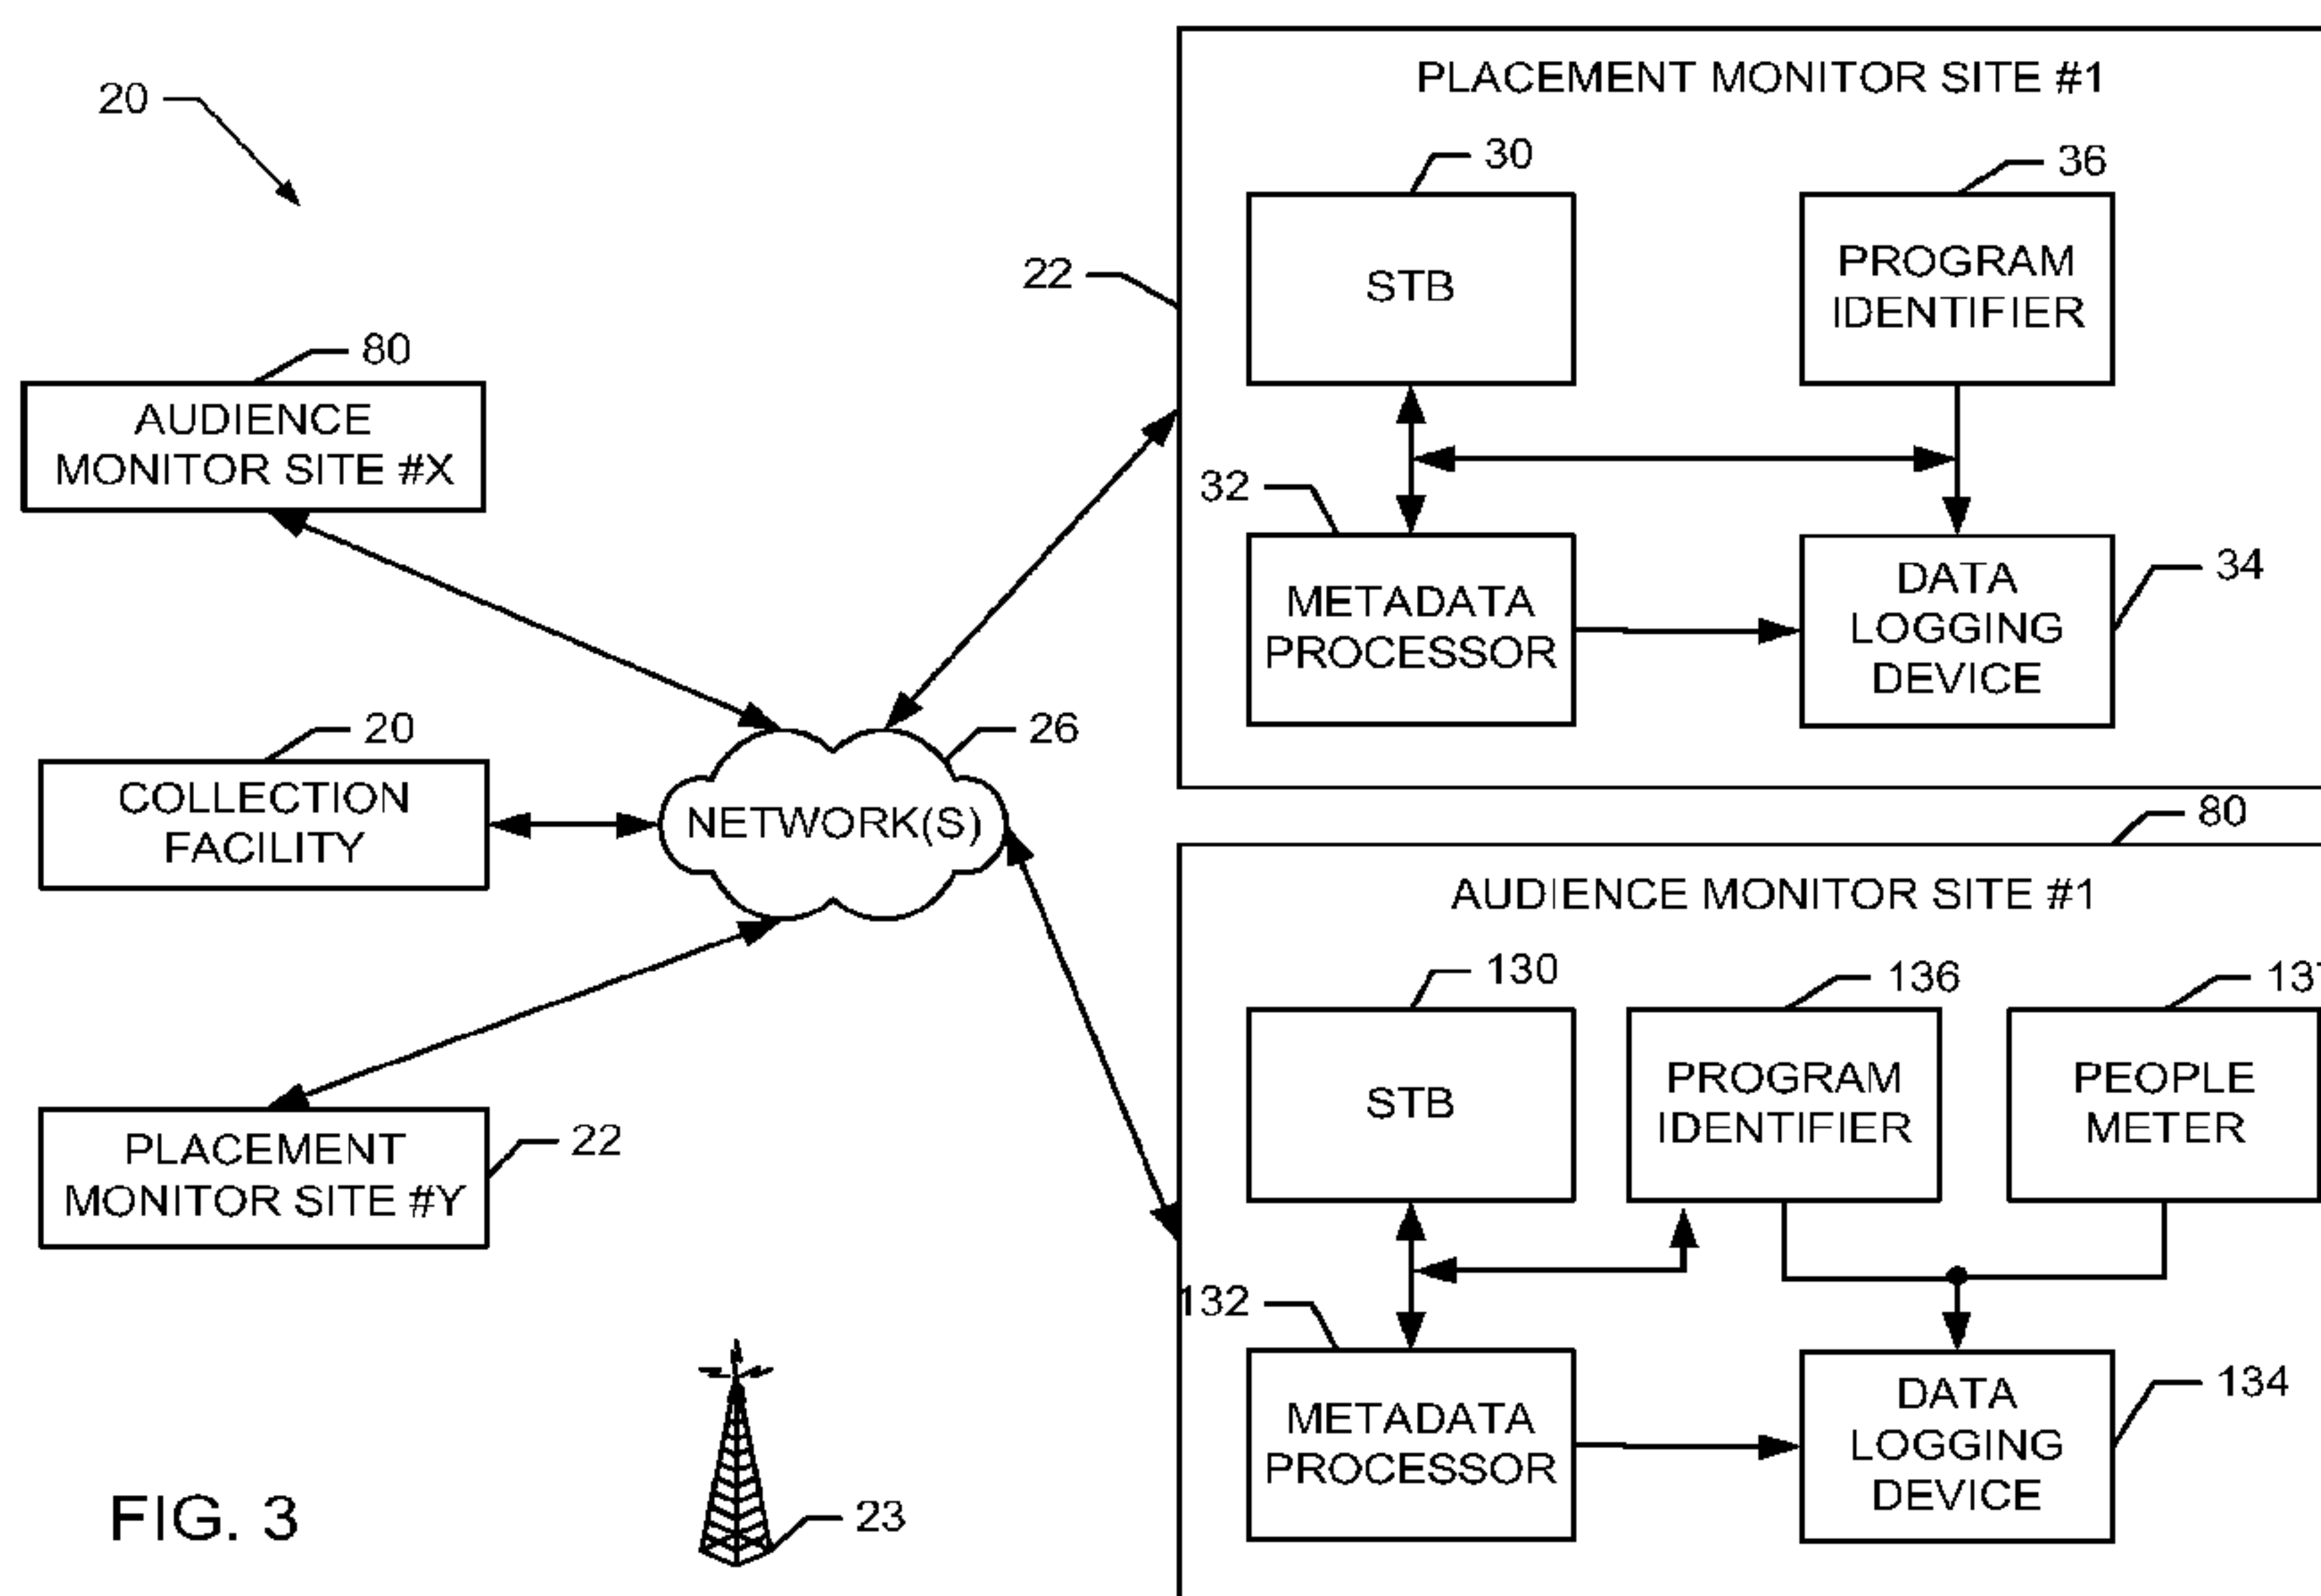 20
PLACEMENT MONITOR SITE #1
30
36
22
STB
PROGRAM
IDENTIFIER
80
AUDIENCE
MONITOR SITE #X
32
METADATA
PROCESSOR
DATA
LOGGING
DEVICE
34
20
COLLECTION
FACILITY
26
NETWORK(S)
80
AUDIENCE MONITOR SITE #1
130
136
137
STB
PROGRAM
IDENTIFIER
PEOPLE
METER
PLACEMENT
MONITOR SITE #Y
22
132
METADATA
PROCESSOR
DATA
LOGGING
DEVICE
134
23
FIG. 3